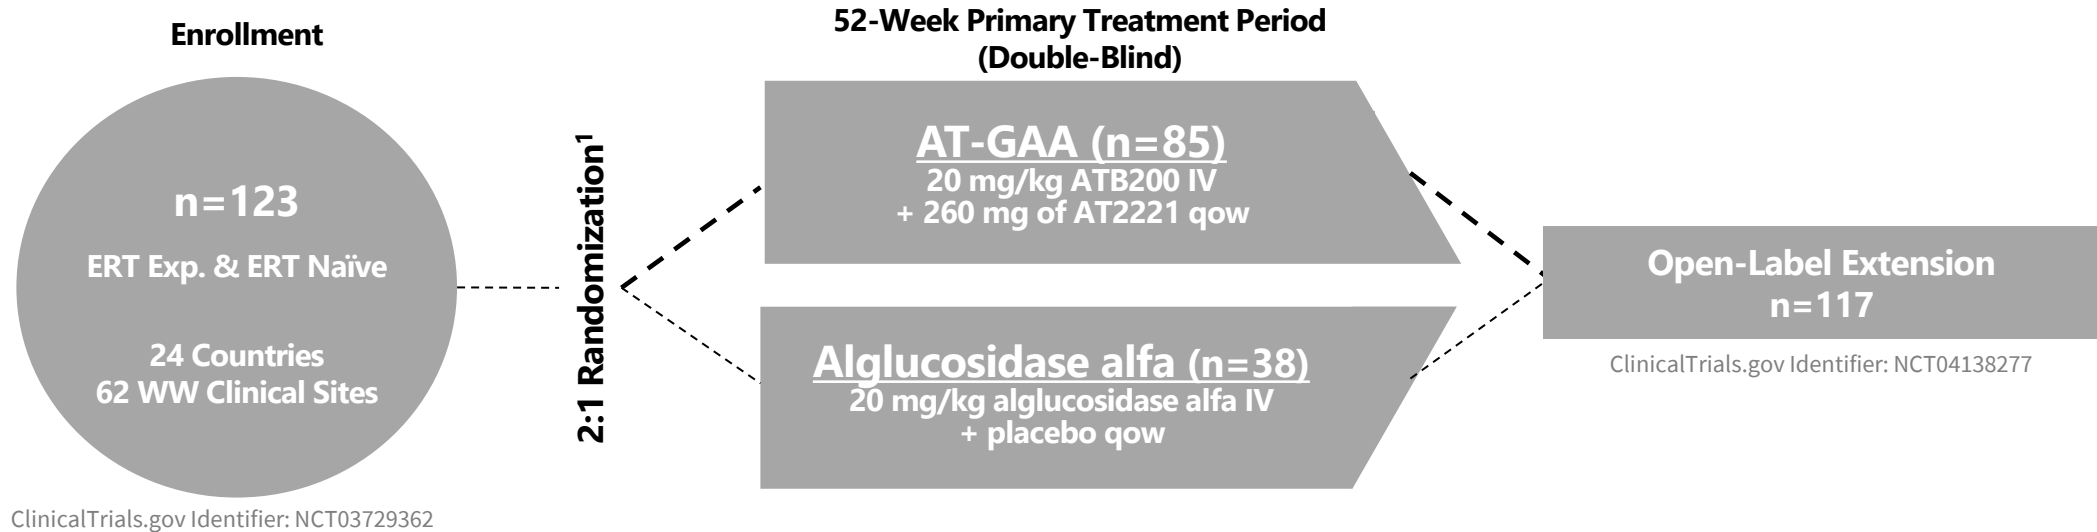 Enrollment
n=123
ERT Exp. & ERT Naïve
24 Countries
62 WW Clinical Sites
ClinicalTrials.gov Identifier: NCT03729362
2:1 Randomization¹
52-Week Primary Treatment Period
(Double-Blind)
AT-GAA (n=85)
20 mg/kg ATB200 IV
+ 260 mg of AT2221 qow
Alglucosidase alfa (n=38)
20 mg/kg alglucosidase alfa IV
+ placebo qow
Open-Label Extension
n=117
ClinicalTrials.gov Identifier: NCT04138277